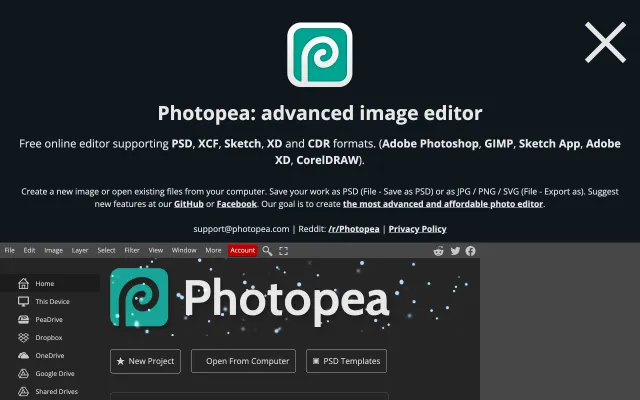 Photopea: advanced image editor
Free online editor supporting PSD, XCF, Sketch, XD and CDR formats. (Adobe Photoshop, GIMP, Sketch App, Adobe
XD, CorelDRAW).
Create a new image or open existing files from your computer. Save your work as PSD (File - Save as PSD) or as JPG / PNG / SVG (File - Export as). Suggest
new features at our GitHub or Facebook. Our goal is to create the most advanced and affordable photo editor.
support@photopea.com | Reddit: /r/Photopea | Privacy Policy
File Edit Image Layer Select Filter View Window More Account
Home
This Device
PeaDrive
Dropbox
OneDrive
Google Drive
Shared Drives
Photopea
New Project Open From Computer PSD Templates